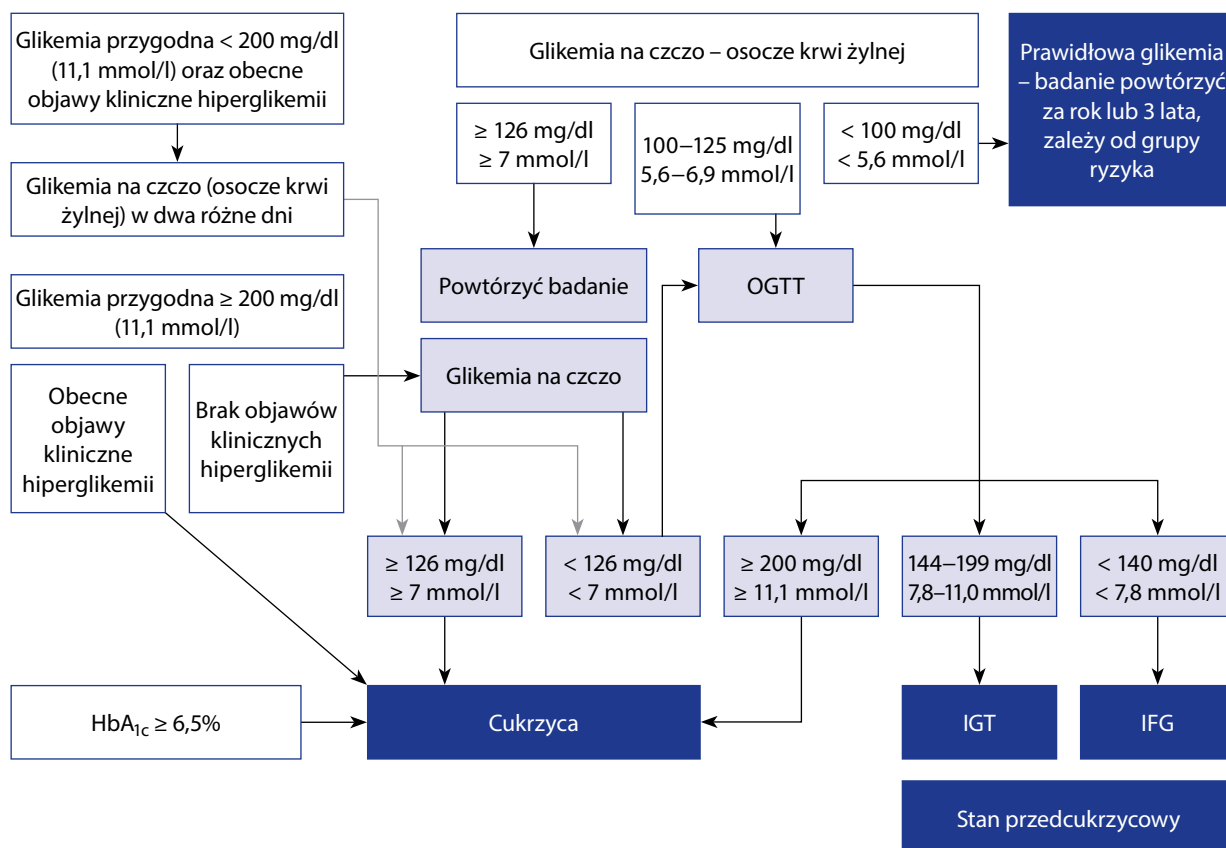 Glikemia przygodna < 200 mg/dl
(11,1 mmol/l) oraz obecne
objawy kliniczne hiperglikemii
Glikemia na czczo (osocze krwi
żylnej) w dwa różne dni
Glikemia przygodna ≥ 200 mg/dl
(11,1 mmol/l)
Obecne
objawy
kliniczne
hiperglikemii
Brak objawów
klinicznych
hiperglikemii
Glikemia na czczo – osocze krwi żylnej
≥ 126 mg/dl
≥ 7 mmol/l
100–125 mg/dl
5,6–6,9 mmol/l
< 100 mg/dl
< 5,6 mmol/l
Prawidłowa glikemia
– badanie powtórzyć
za rok lub 3 lata,
zależy od grupy
ryzyka
Powtórzyć badanie
OGTT
Glikemia na czczo
≥ 126 mg/dl
≥ 7 mmol/l
< 126 mg/dl
< 7 mmol/l
≥ 200 mg/dl
≥ 11,1 mmol/l
144–199 mg/dl
7,8–11,0 mmol/l
< 140 mg/dl
< 7,8 mmol/l
HbA1c ≥ 6,5%
Cukrzyca
IGT
IFG
Stan przedcukrzycowy